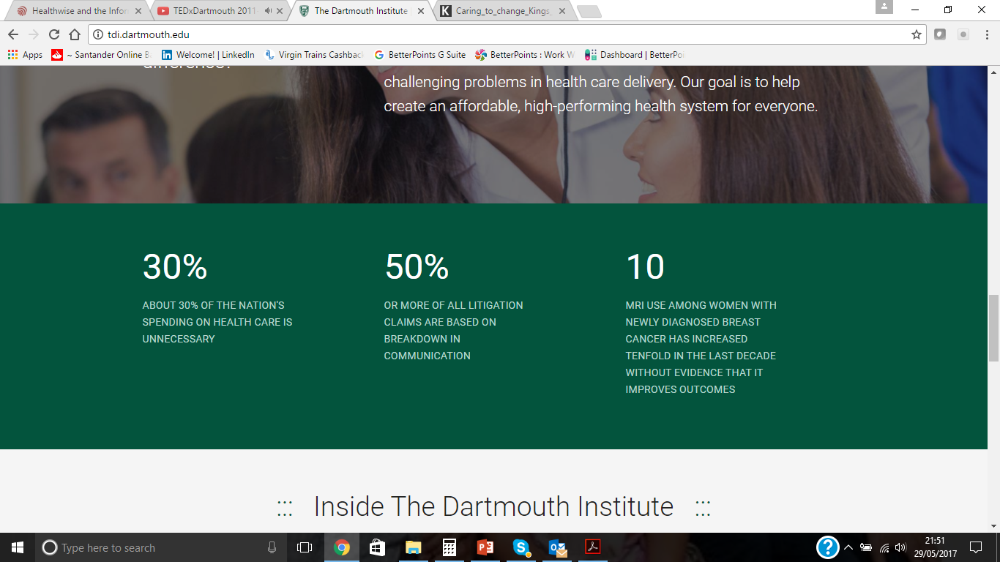 Healthwise and the Infor
TEDxDartmouth 2011
The Dartmouth Institute
Caring_to_change_Kings_
tdi.dartmouth.edu
Apps
~ Santander Online B
Welcome! | LinkedIn
Virgin Trains Cashback
BetterPoints G Suite
BetterPoints : Work W
Dashboard | BetterPo
difference?
challenging problems in health care delivery. Our goal is to help
create an affordable, high-performing health system for everyone.
30%
ABOUT 30% OF THE NATION'S
SPENDING ON HEALTH CARE IS
UNNECESSARY
50%
OR MORE OF ALL LITIGATION
CLAIMS ARE BASED ON
BREAKDOWN IN
COMMUNICATION
10
MRI USE AMONG WOMEN WITH
NEWLY DIAGNOSED BREAST
CANCER HAS INCREASED
TENFOLD IN THE LAST DECADE
WITHOUT EVIDENCE THAT IT
IMPROVES OUTCOMES
::: Inside The Dartmouth Institute :::
Type here to search
21:51
29/05/2017